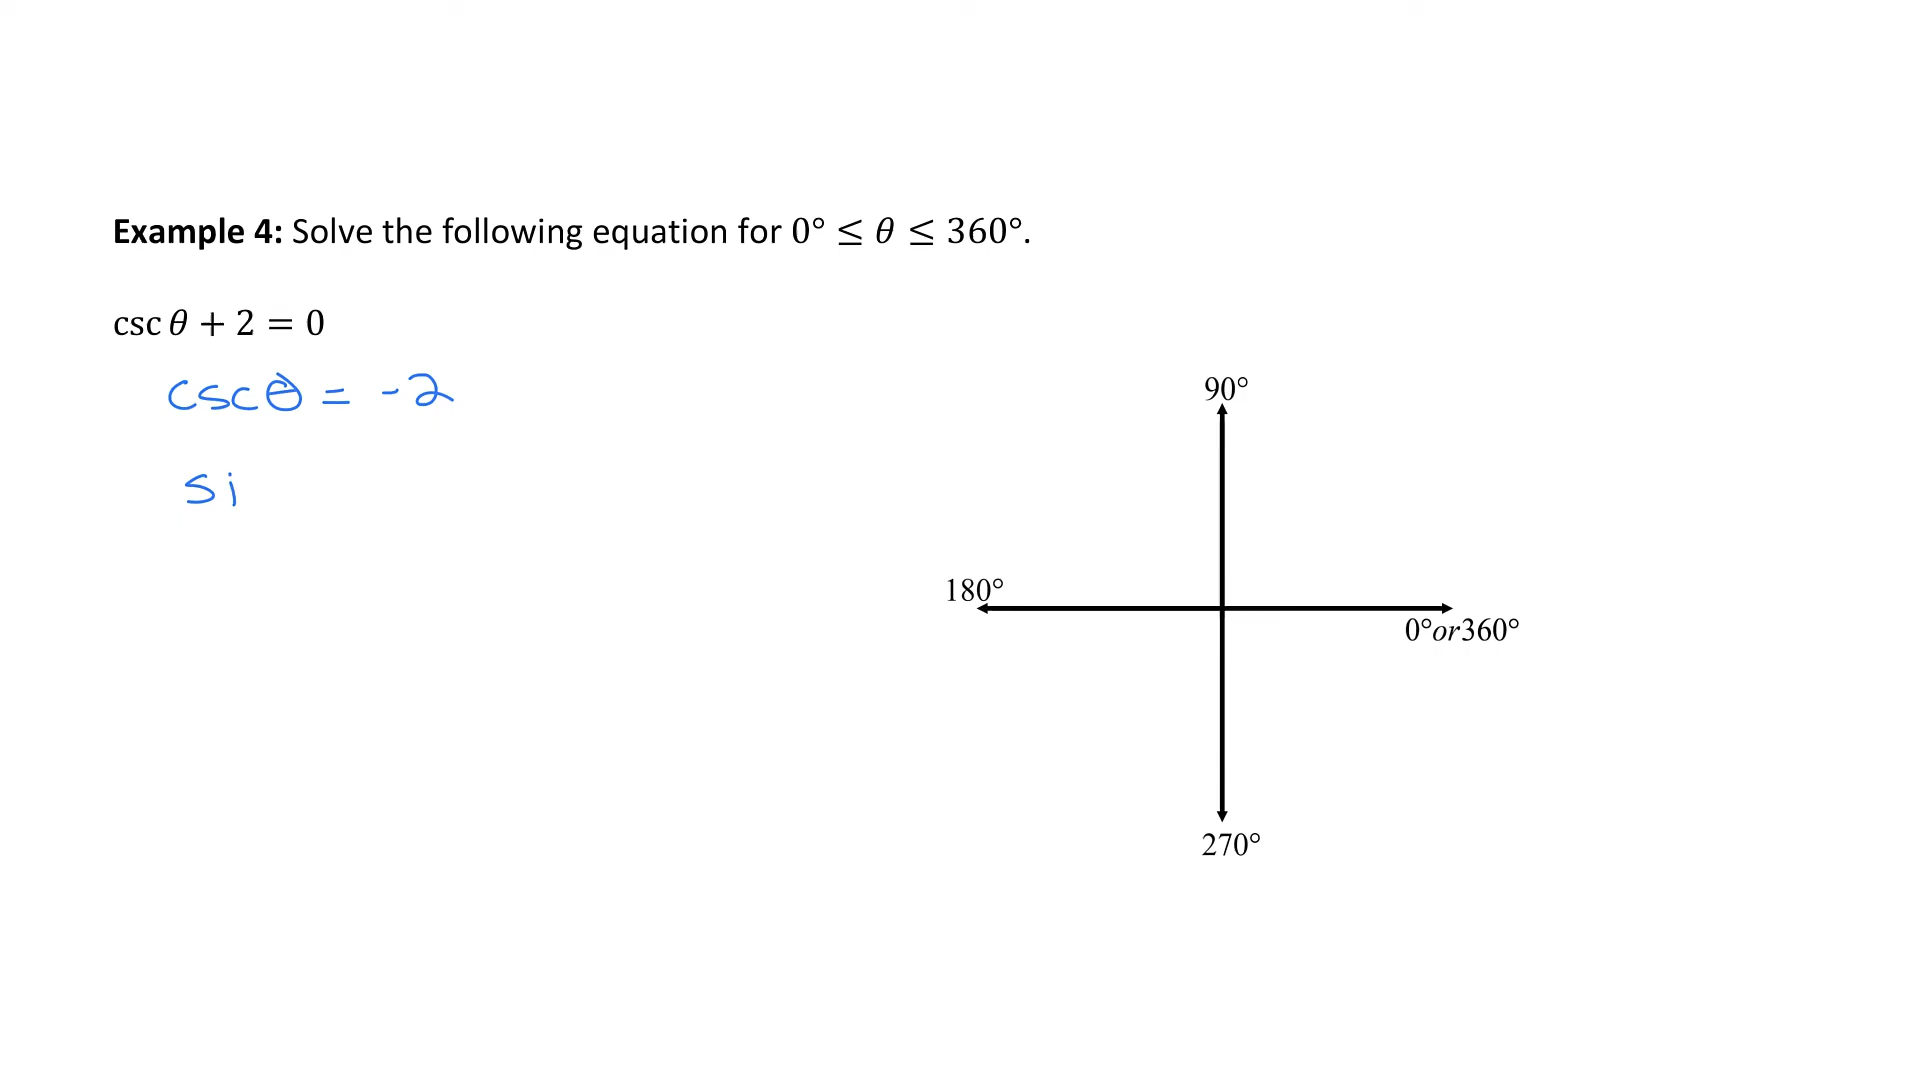 Example 4: Solve the following equation for 0° ≤ θ ≤ 360°.
csc θ + 2 = 0
cscθ = -2
si
90°
180°
0°or360°
270°